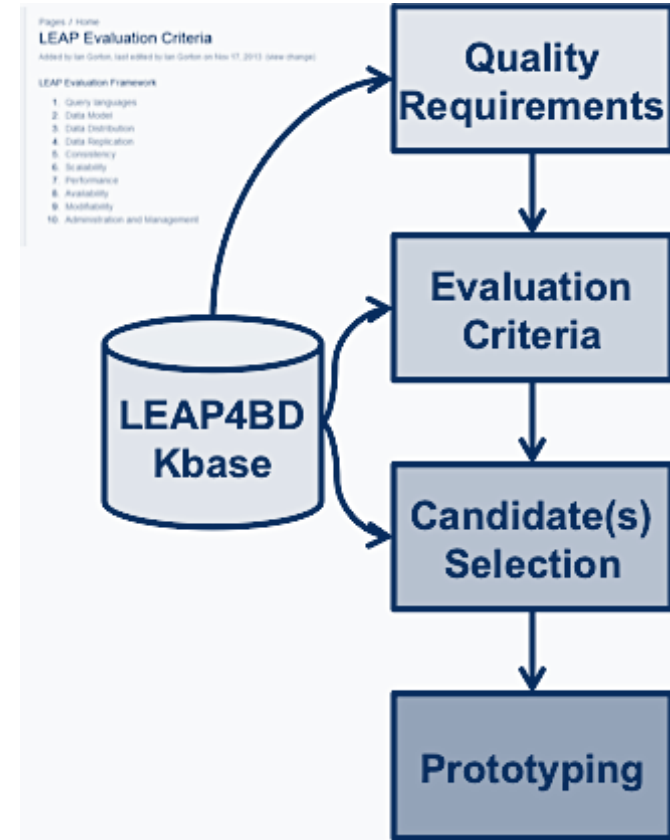 Pages / Home
LEAP Evaluation Criteria
Added by Ian Gorton, last edited by Ian Gorton on Nov 17, 2013 (view change)
LEAP Evaluation Framework
1. Query languages
2. Data Model
3. Data Distribution
4. Data Replication
5. Consistency
6. Scalability
7. Performance
8. Availability
9. Modifiability
10. Administration and Management
Quality
Requirements
Evaluation
Criteria
LEAP4BD
Kbase
Candidate(s)
Selection
Prototyping